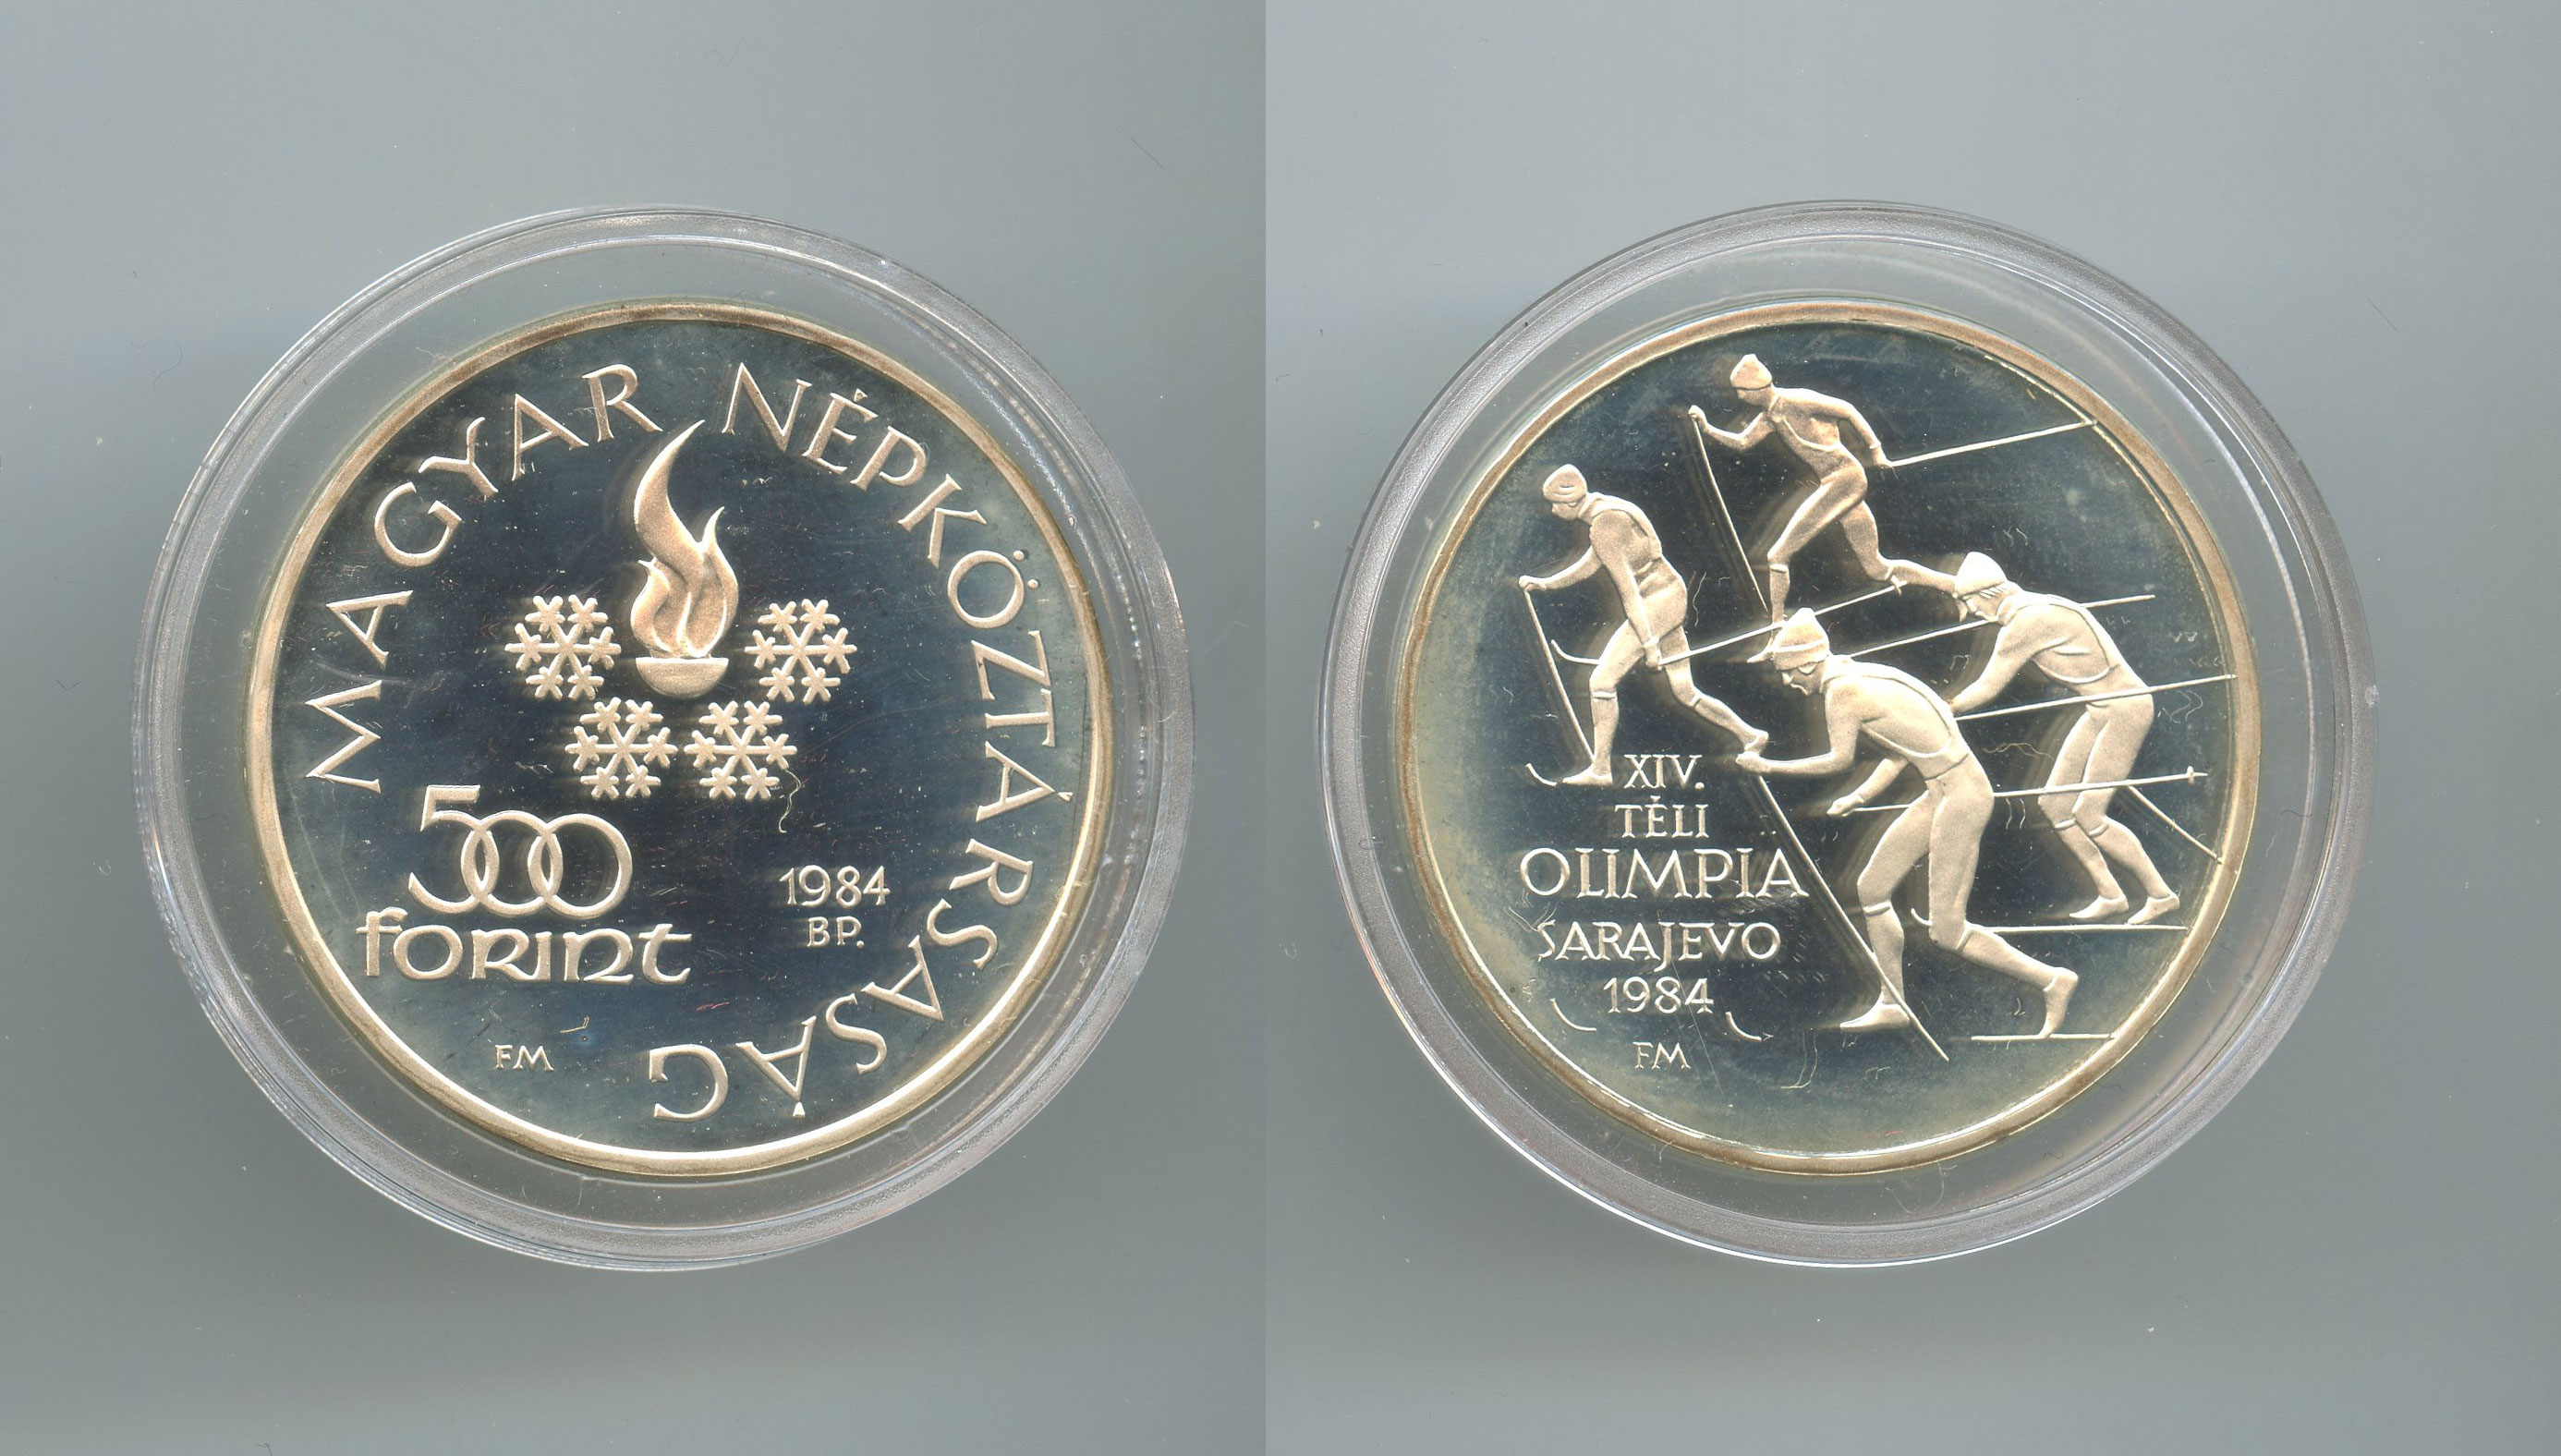 MAGYAR NÉPKÖZTÁRSASÁG
500
forint
1984
BP.
FM
XIV.
TÉLI
OLIMPIA
SARAJEVO
1984
FM